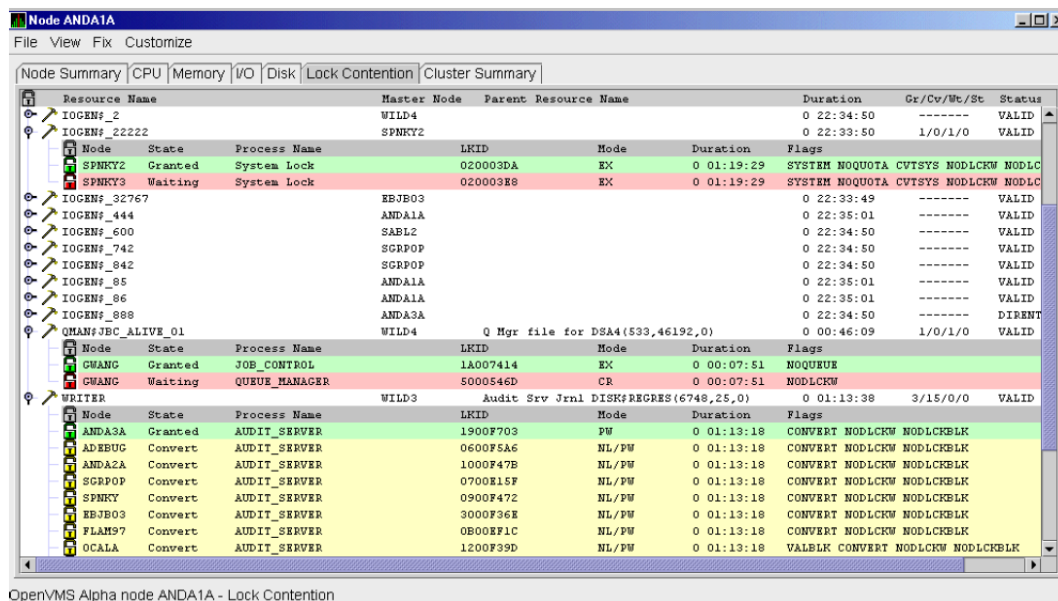 Node ANDA1A
File View Fix Customize
Node Summary CPU Memory I/O Disk Lock Contention Cluster Summary
Resource Name Master Node Parent Resource Name Duration Gr/Cv/Wt/St Status
IOGEN$_2 WILD4 0 22:34:50 ------- VALID
IOGEN$_22222 SPNKY2 0 22:33:50 1/0/1/0 VALID
Node State Process Name LKID Mode Duration Flags
SPNKY2 Granted System Lock 020003DA EX 0 01:19:29 SYSTEM NOQUOTA CVTSYS NODLCKW NODLC
SPNKY3 Waiting System Lock 020003E8 EX 0 01:19:29 SYSTEM NOQUOTA CVTSYS NODLCKW NODLC
IOGEN$_32767 EBJB03 0 22:33:49 ------- VALID
IOGEN$_444 ANDA1A 0 22:35:01 ------- VALID
IOGEN$_600 SABL2 0 22:34:50 ------- VALID
IOGEN$_742 SGRPOP 0 22:34:50 ------- VALID
IOGEN$_842 SGRPOP 0 22:34:50 ------- VALID
IOGEN$_85 ANDA1A 0 22:35:01 ------- VALID
IOGEN$_86 ANDA1A 0 22:35:01 ------- VALID
IOGEN$_888 ANDA3A 0 22:34:50 ------- DIRENT
QMAN$JBC_ALIVE_01 WILD4 Q Mgr file for DSA4(533,46192,0) 0 00:46:09 1/0/1/0 VALID
Node State Process Name LKID Mode Duration Flags
GWANG Granted JOB_CONTROL 1A007414 EX 0 00:07:51 NOQUEUE
GWANG Waiting QUEUE_MANAGER 5000546D CR 0 00:07:51 NODLCKW
WRITER WILD3 Audit Srv Jrnl DISK$REGRES(6748,25,0) 0 01:13:38 3/15/0/0 VALID
Node State Process Name LKID Mode Duration Flags
ANDA3A Granted AUDIT_SERVER 1900F703 PW 0 01:13:18 CONVERT NODLCKW NODLCKBLK
ADEBUG Convert AUDIT_SERVER 0600F5A6 NL/PW 0 01:13:18 CONVERT NODLCKW NODLCKBLK
ANDA2A Convert AUDIT_SERVER 1000F47B NL/PW 0 01:13:18 CONVERT NODLCKW NODLCKBLK
SGRPOP Convert AUDIT_SERVER 0700E15F NL/PW 0 01:13:18 CONVERT NODLCKW NODLCKBLK
SPNKY Convert AUDIT_SERVER 0900F472 NL/PW 0 01:13:18 CONVERT NODLCKW NODLCKBLK
EBJB03 Convert AUDIT_SERVER 3000F36E NL/PW 0 01:13:18 CONVERT NODLCKW NODLCKBLK
FLAM97 Convert AUDIT_SERVER 0B00EF1C NL/PW 0 01:13:18 CONVERT NODLCKW NODLCKBLK
OCALA Convert AUDIT_SERVER 1200F39D NL/PW 0 01:13:18 VALBLK CONVERT NODLCKW NODLCKBLK
OpenVMS Alpha node ANDA1A - Lock Contention